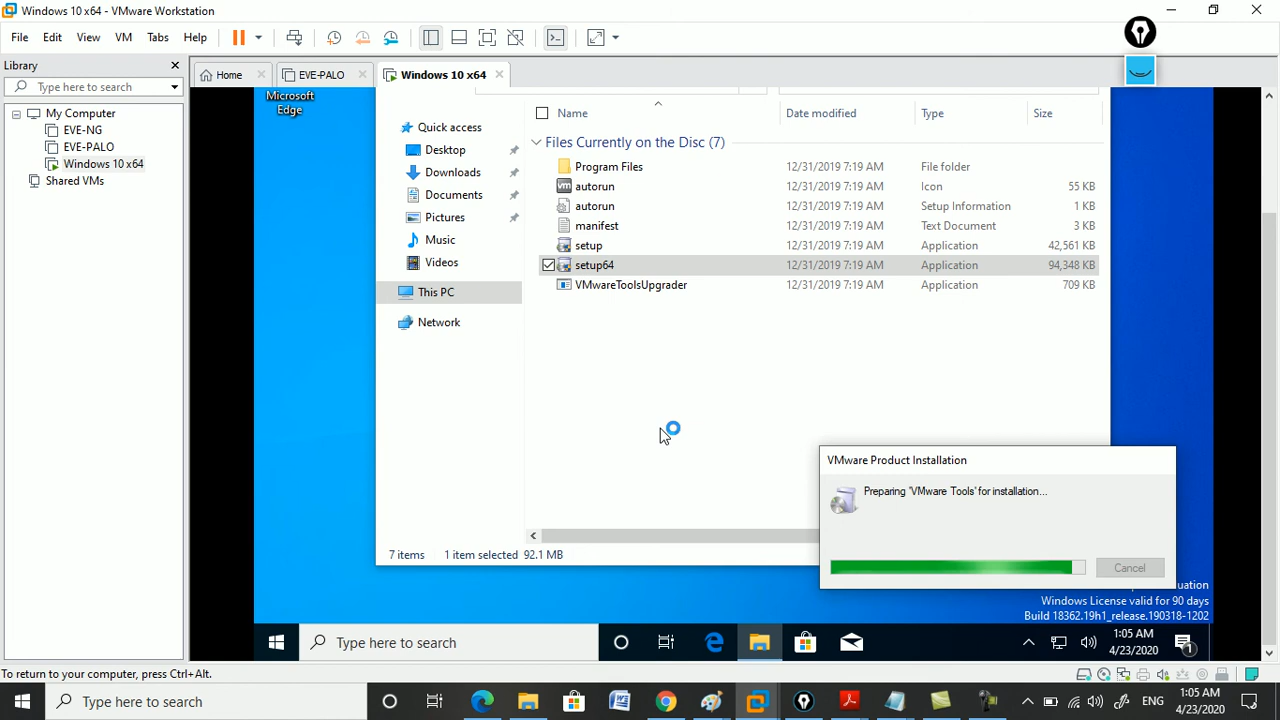 Windows 10 x64 - VMware Workstation
File Edit View VM Tabs Help
Library
Type here to search
My Computer
EVE-NG
EVE-PALO
Windows 10 x64
Shared VMs
Home
EVE-PALO
Windows 10 x64
Microsoft
Edge
Quick access
Desktop
Downloads
Documents
Pictures
Music
Videos
This PC
Network
Name Date modified Type Size
Files Currently on the Disc (7)
Program Files 12/31/2019 7:19 AM File folder
autorun 12/31/2019 7:19 AM Icon 55 KB
autorun 12/31/2019 7:19 AM Setup Information 1 KB
manifest 12/31/2019 7:19 AM Text Document 3 KB
setup 12/31/2019 7:19 AM Application 42,561 KB
setup64 12/31/2019 7:19 AM Application 94,348 KB
VMwareToolsUpgrader 12/31/2019 7:19 AM Application 709 KB
7 items 1 item selected 92.1 MB
VMware Product Installation
Preparing 'VMware Tools' for installation...
Cancel
Windows License valid for 90 days
Build 18362.19h1_release.190318-1202
Type here to search
1:05 AM
4/23/2020
1
To return to your computer, press Ctrl+Alt.
Type here to search
ENG
1:05 AM
4/23/2020